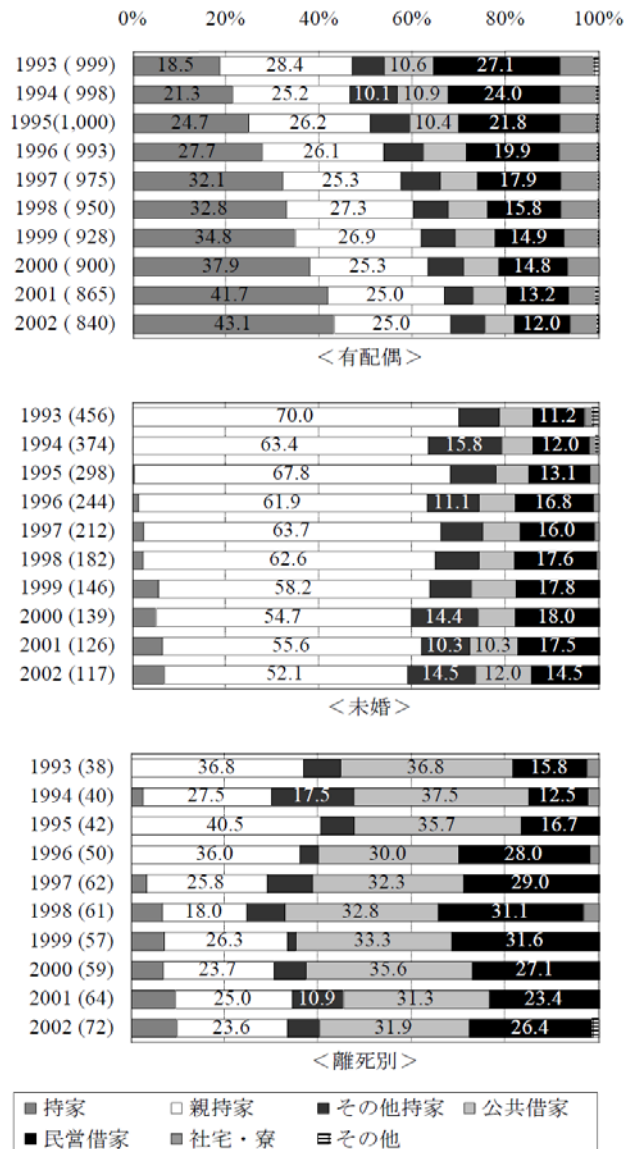 0% 20% 40% 60% 80% 100%
1993 ( 999) 18.5 28.4 10.6 27.1
1994 ( 998) 21.3 25.2 10.1 10.9 24.0
1995(1,000) 24.7 26.2 10.4 21.8
1996 ( 993) 27.7 26.1 19.9
1997 ( 975) 32.1 25.3 17.9
1998 ( 950) 32.8 27.3 15.8
1999 ( 928) 34.8 26.9 14.9
2000 ( 900) 37.9 25.3 14.8
2001 ( 865) 41.7 25.0 13.2
2002 ( 840) 43.1 25.0 12.0
＜有配偶＞
1993 (456) 70.0 11.2
1994 (374) 63.4 15.8 12.0
1995 (298) 67.8 13.1
1996 (244) 61.9 11.1 16.8
1997 (212) 63.7 16.0
1998 (182) 62.6 17.6
1999 (146) 58.2 17.8
2000 (139) 54.7 14.4 18.0
2001 (126) 55.6 10.3 10.3 17.5
2002 (117) 52.1 14.5 12.0 14.5
＜未婚＞
1993 (38) 36.8 36.8 15.8
1994 (40) 27.5 17.5 37.5 12.5
1995 (42) 40.5 35.7 16.7
1996 (50) 36.0 30.0 28.0
1997 (62) 25.8 32.3 29.0
1998 (61) 18.0 32.8 31.1
1999 (57) 26.3 33.3 31.6
2000 (59) 23.7 35.6 27.1
2001 (64) 25.0 10.9 31.3 23.4
2002 (72) 23.6 31.9 26.4
＜離死別＞
持家 親持家 その他持家 公共借家
民営借家 社宅・寮 その他